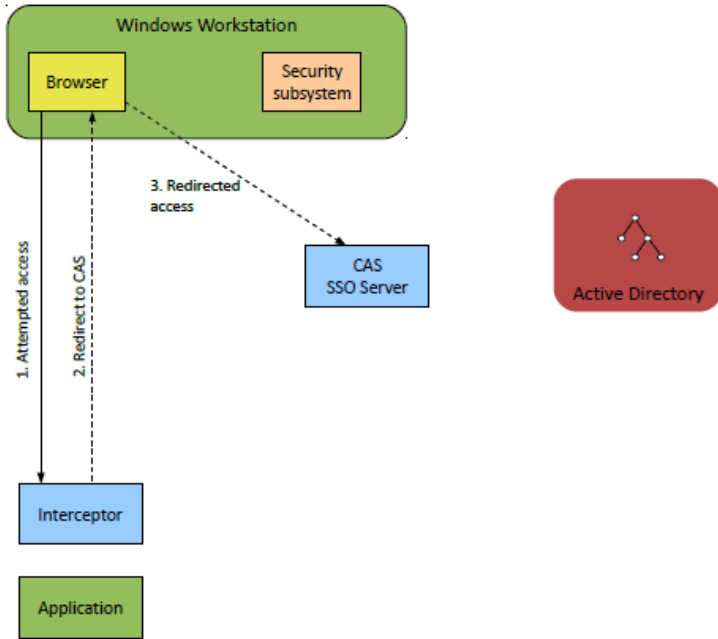 Windows Workstation
Browser
Security
subsystem
3. Redirected
access
1. Attempted access
2. Redirect to CAS
CAS
SSO Server
Active Directory
Interceptor
Application